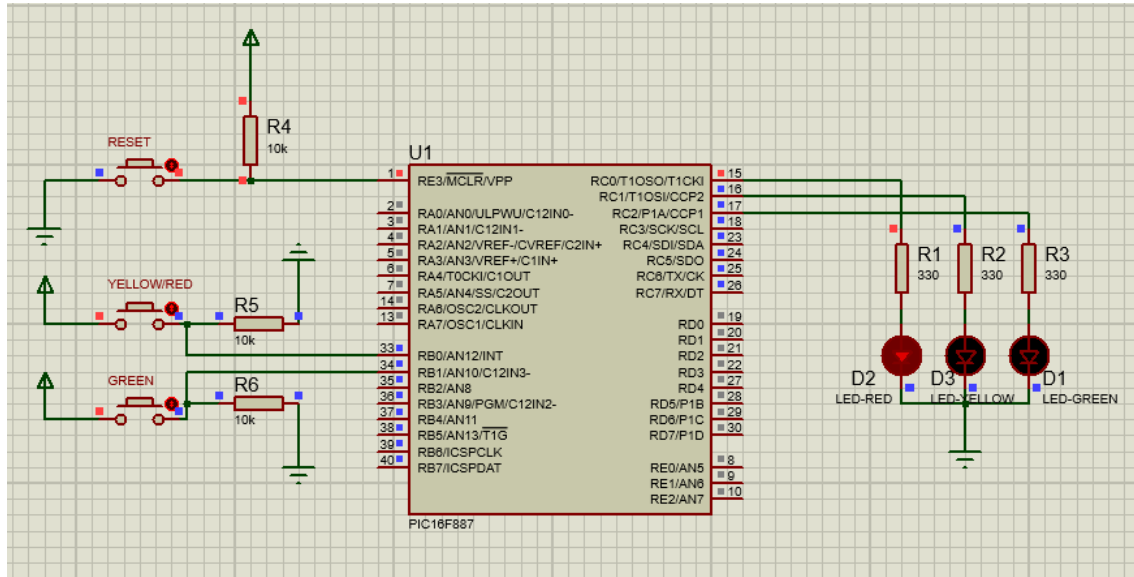 RESET
R4
10k
U1
1
RE3/MCLR/VPP
2
RA0/AN0/ULPWU/C12IN0-
3
RA1/AN1/C12IN1-
4
RA2/AN2/VREF-/CVREF/C2IN+
5
RA3/AN3/VREF+/C1IN+
6
RA4/T0CKI/C1OUT
7
RA5/AN4/SS/C2OUT
14
RA6/OSC2/CLKOUT
13
RA7/OSC1/CLKIN
YELLOW/RED
R5
10k
33
RB0/AN12/INT
34
RB1/AN10/C12IN3-
35
RB2/AN8
36
RB3/AN9/PGM/C12IN2-
37
RB4/AN11
38
RB5/AN13/T1G
39
RB6/ICSPCLK
40
RB7/ICSPDAT
GREEN
R6
10k
RC0/T1OSO/T1CKI
15
RC1/T1OSI/CCP2
16
RC2/P1A/CCP1
17
RC3/SCK/SCL
18
RC4/SDI/SDA
23
RC5/SDO
24
RC6/TX/CK
25
RC7/RX/DT
26
RD0
19
RD1
20
RD2
21
RD3
22
RD4
27
RD5/P1B
28
RD6/P1C
29
RD7/P1D
30
RE0/AN5
8
RE1/AN6
9
RE2/AN7
10
PIC16F887
R1
330
R2
330
R3
330
D2
LED-RED
D3
LED-YELLOW
D1
LED-GREEN